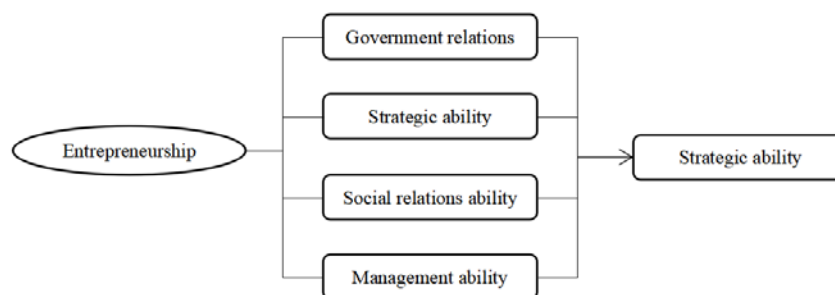 Government relations
Strategic ability
Entrepreneurship
Strategic ability
Social relations ability
Management ability